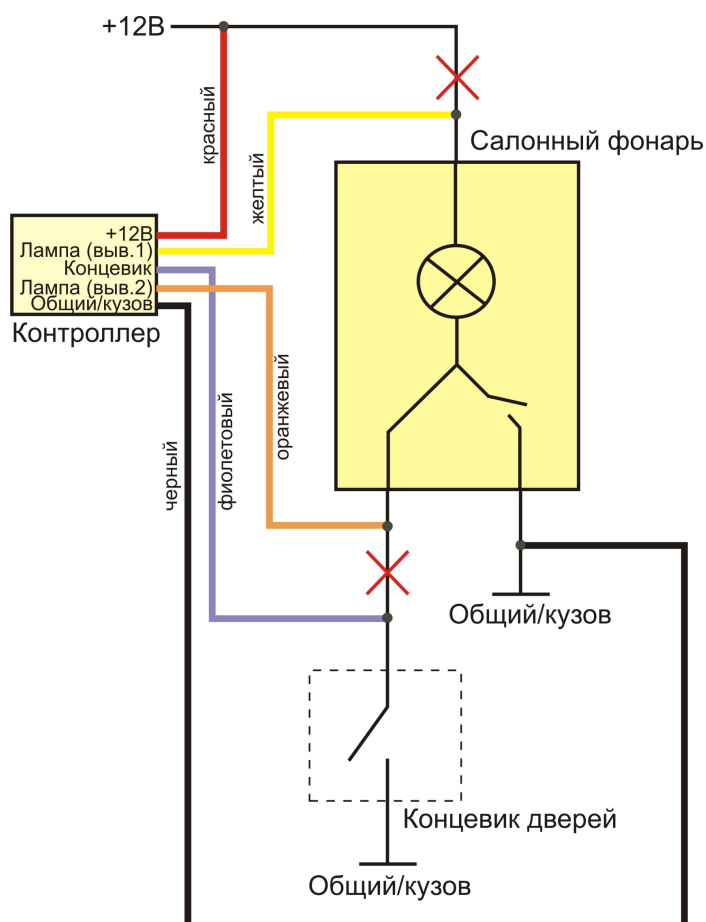 +12В
красный
желтый
Салонный фонарь
+12В
Лампа (выв.1)
Концевик
Лампа (выв.2)
Общий/кузов
Контроллер
черный
фиолетовый
оранжевый
Общий/кузов
Концевик дверей
Общий/кузов